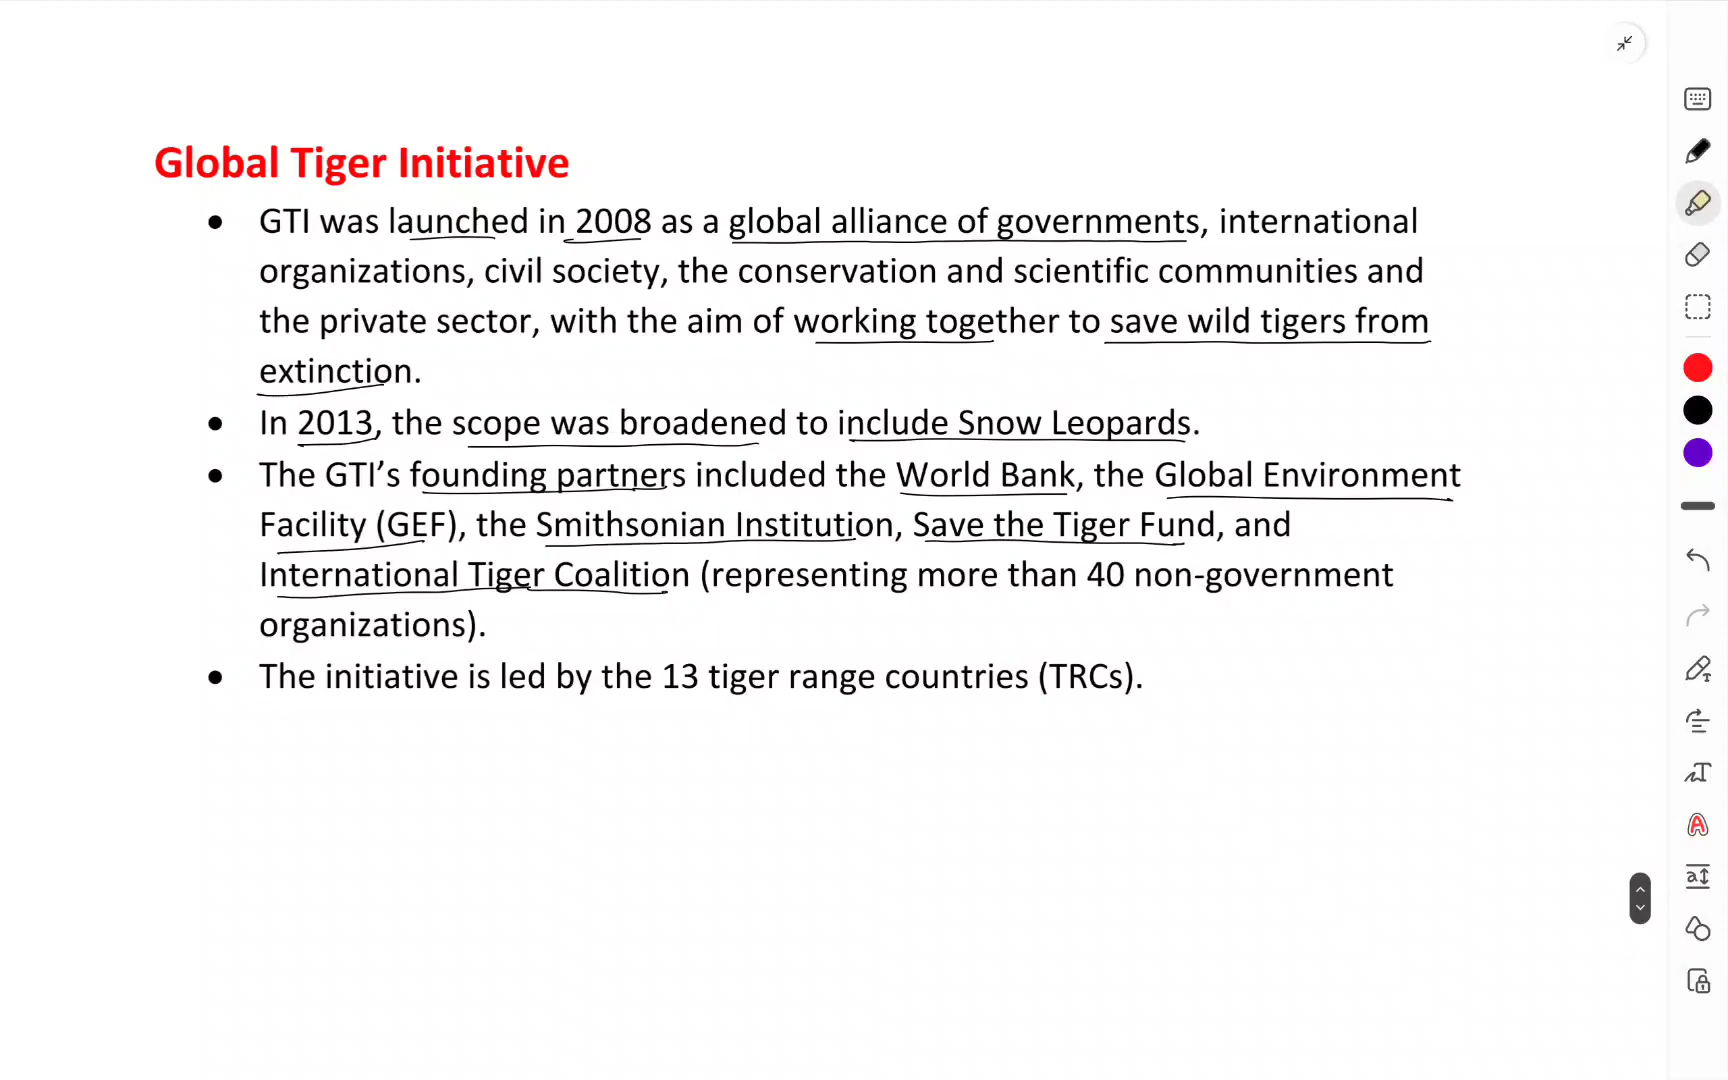 Global Tiger Initiative
• GTI was launched in 2008 as a global alliance of governments, international
organizations, civil society, the conservation and scientific communities and
the private sector, with the aim of working together to save wild tigers from
extinction.
• In 2013, the scope was broadened to include Snow Leopards.
• The GTI’s founding partners included the World Bank, the Global Environment
Facility (GEF), the Smithsonian Institution, Save the Tiger Fund, and
International Tiger Coalition (representing more than 40 non-government
organizations).
• The initiative is led by the 13 tiger range countries (TRCs).